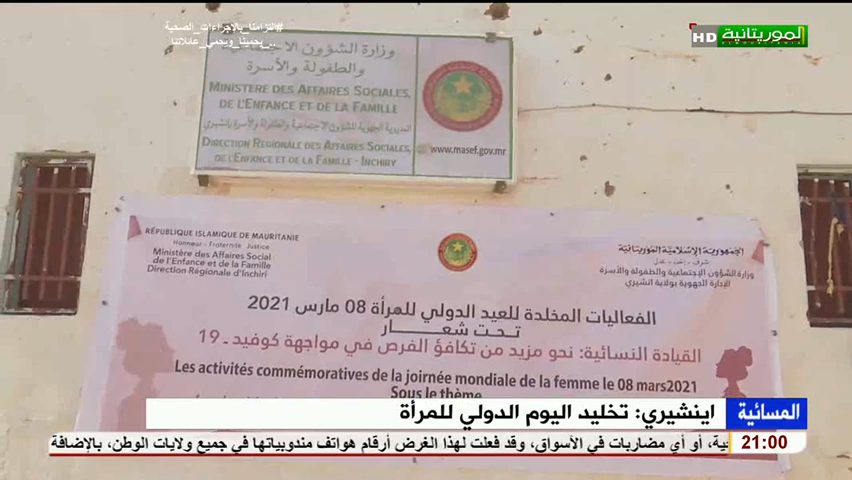 #التزامنا_بالاجراءات_الصحية
.._يحمينا_ويحمي_عائلاتنا
HD الموريتانية
وزارة الشؤون الاجتماعية
والطفولة والأسرة
MINISTÈRE DES AFFAIRES SOCIALES,
DE L'ENFANCE ET DE LA FAMILLE
المديرية الجهوية للشؤون الاجتماعية والطفولة والأسرة بإنشيري
DIRECTION REGIONALE DES AFFAIRES SOCIALES,
DE L'ENFANCE ET DE LA FAMILLE - INCHIRY
www.masef.gov.mr
RÉPUBLIQUE ISLAMIQUE DE MAURITANIE
Honneur - Fraternité Justice
Ministère des Affaires Social
de l'Enfance et de la Famille
Direction Régionale d'Inchiri
الجمهورية الإسلامية الموريتانية
شرف - إخاء - عدل
وزارة الشؤون الإجتماعية والطفولة والأسرة
الإدارة الجهوية بولاية انشيري
الفعاليات المخلدة للعيد الدولي للمرأة 08 مارس 2021
تحت شعار
القيادة النسائية: نحو مزيد من تكافؤ الفرص في مواجهة كوفيد - 19
Les activités commémoratives de la joirnée mondiale de la femme le 08 mars2021
Sous le thème
المسائية
اينشيري: تخليد اليوم الدولي للمرأة
21:00
ية، أو أي مضاربات في الأسواق، وقد فعلت لهذا الغرض أرقام هواتف مندوبياتها في جميع ولايات الوطن، بالإضافة